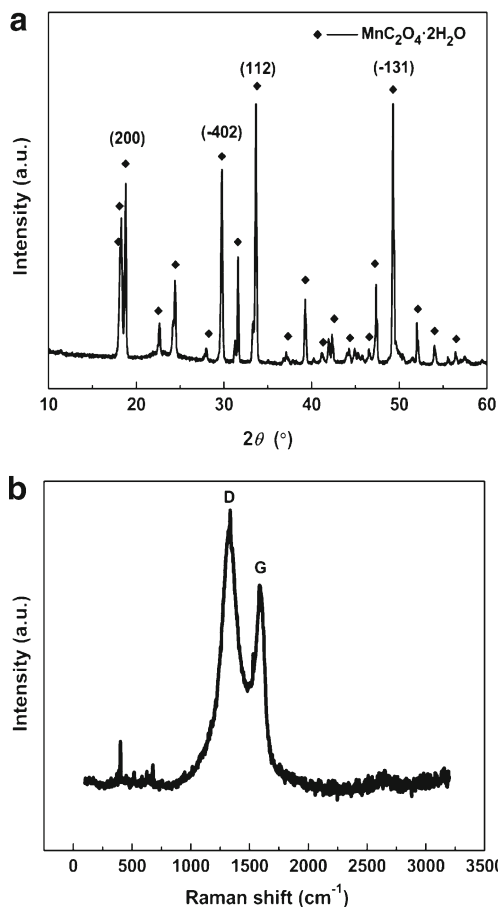 a
◆ — MnC₂O₄·2H₂O
(200)
(-402)
(112)
(-131)
Intensity (a.u.)
10 20 30 40 50 60
2θ (°)
b
D
G
Intensity (a.u.)
0 500 1000 1500 2000 2500 3000 3500
Raman shift (cm⁻¹)